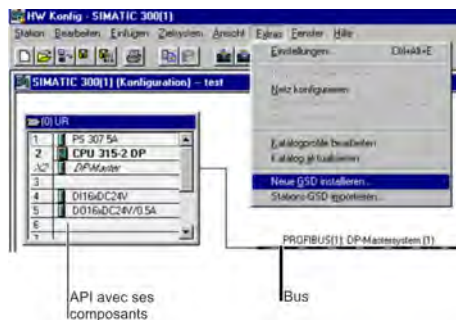 HW Konfig - SIMATIC 300(1)
Station Bearbeiten Einfügen Zielsystem Ansicht Extras Fenster Hilfe
Einstellungen... Ctrl+Alt+E
SIMATIC 300(1) (Konfiguration) -- test
Netz konfigurieren
(0) UR
1 PS 307 5A
2 CPU 315-2 DP
X2 DP-Master
3
4 DI16xDC24V
5 DO16xDC24V/0.5A
6
Katalogprofile bearbeiten
Katalog aktualisieren
Neue GSD installieren...
Stations-GSD importieren...
PROFIBUS(1): DP-Mastersystem (1)
API avec ses
composants
Bus